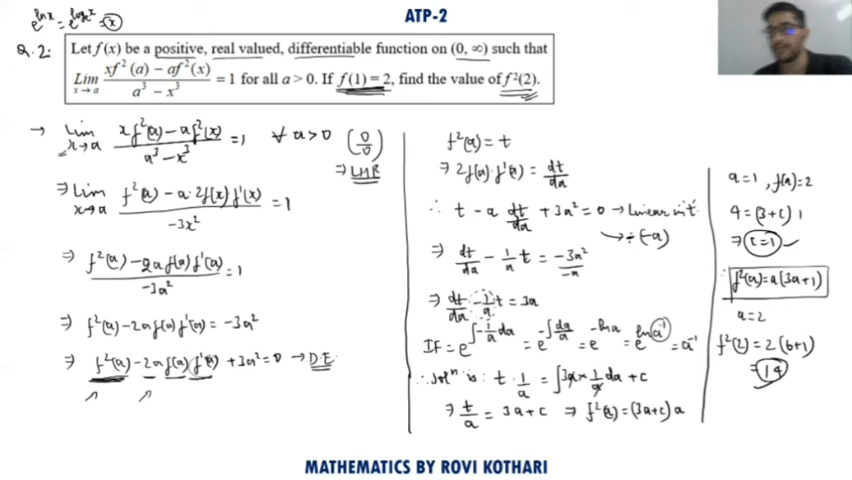 ATP-2
e^{lnx} = e^{log_e x} = x
Q.2:
Let f(x) be a positive, real valued, differentiable function on (0, ∞) such that
Lim_{x→a} (xf²(a) − af²(x))/(a³ − x³) = 1 for all a > 0. If f(1) = 2, find the value of f²(2).
→ lim_{x→a} (xf²(a) − af²(x))/(a³ − x³) = 1 ∀ a>0 (0/0)
⇒ LHR
⇒ lim_{x→a} (f²(a) − a·2f(x)f'(x))/(−3x²) = 1
⇒ (f²(a) − 2a f(a) f'(a))/(−3a²) = 1
⇒ f²(a) − 2a f(a) f'(a) = −3a²
⇒ f²(a) − 2a f(a) f'(a) + 3a² = 0 → D.E.
f²(a) = t
⇒ 2f(a)·f'(a) = dt/da
∴ t − a dt/da + 3a² = 0 → Linear in t
→ ÷ (−a)
⇒ dt/da − 1/a t = −3a²/−a
⇒ dt/da − 1/a t = 3a
IF = e^{∫−1/a da} = e^{−∫da/a} = e^{−ln a} = e^{ln(a⁻¹)} = a⁻¹
∴ solⁿ is: t · 1/a = ∫3a × 1/a da + c
⇒ t/a = 3a + c ⇒ f²(a) = (3a+c)a
a=1, f(a)=2
4 = (3+c) 1
⇒ c=1
∴ f²(a) = a(3a+1)
a=2
f²(2) = 2(6+1)
= 14
MATHEMATICS BY ROVI KOTHARI